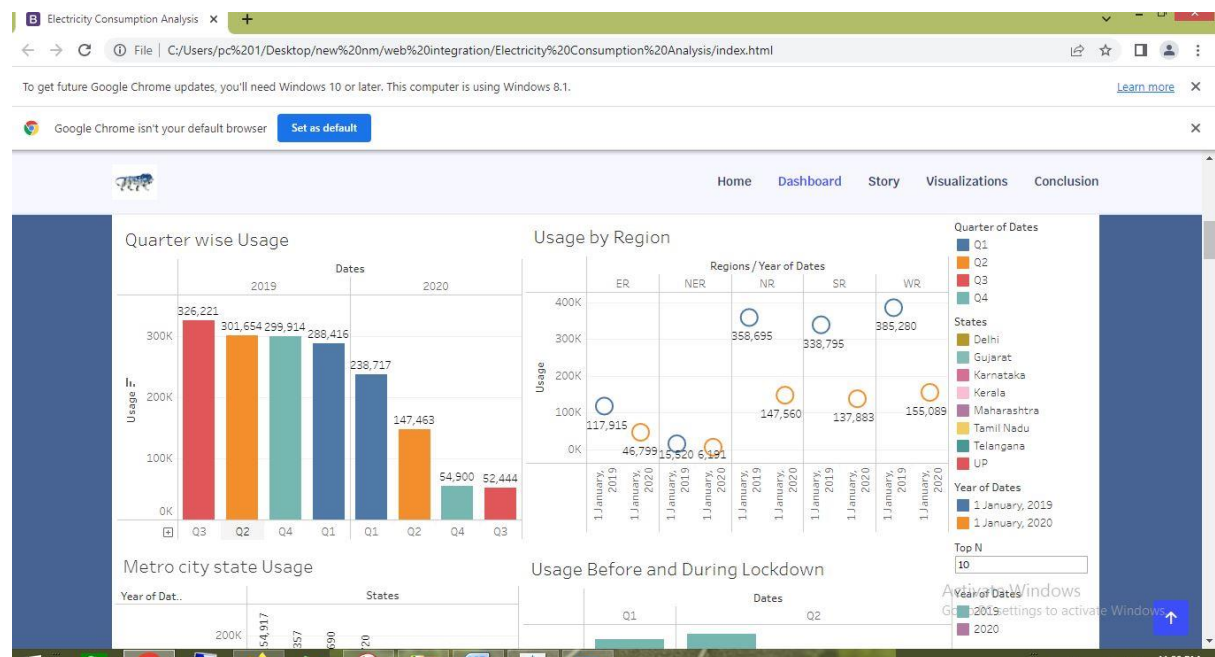 Electricity Consumption Analysis
File | C:/Users/pc%201/Desktop/new%20nm/web%20integration/Electricity%20Consumption%20Analysis/index.html
To get future Google Chrome updates, you'll need Windows 10 or later. This computer is using Windows 8.1.
Learn more
Google Chrome isn't your default browser
Set as default
Home Dashboard Story Visualizations Conclusion
Quarter wise Usage
Dates
2019 2020
326,221
301,654 299,914 288,416
238,717
147,463
54,900 52,444
300K
200K
100K
0K
Usage
Q3 Q2 Q4 Q1 Q1 Q2 Q4 Q3
Usage by Region
Regions / Year of Dates
ER NER NR SR WR
400K
300K
200K
100K
0K
Usage
117,915
46,799
15,520
6,191
358,695
147,560
338,795
137,883
385,280
155,089
1 January, 2019
1 January, 2020
1 January, 2019
1 January, 2020
1 January, 2019
1 January, 2020
1 January, 2019
1 January, 2020
1 January, 2019
1 January, 2020
Quarter of Dates
Q1
Q2
Q3
Q4
States
Delhi
Gujarat
Karnataka
Kerala
Maharashtra
Tamil Nadu
Telangana
UP
Year of Dates
1 January, 2019
1 January, 2020
Top N
10
Year of Dates
2019
2020
Activate Windows
settings to activate Windows.
Metro city state Usage
Year of Dat..
States
200K
54,917
357
690
Usage Before and During Lockdown
Dates
Q1 Q2